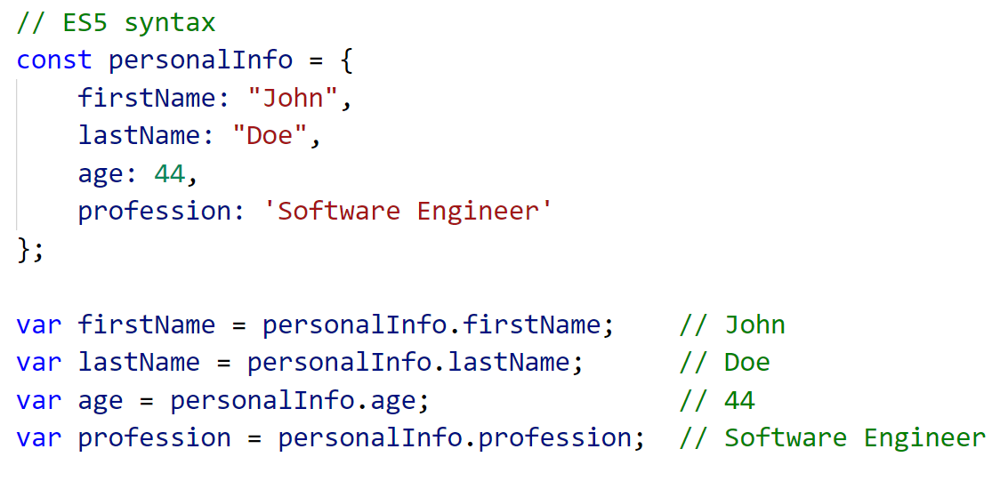 // ES5 syntax
const personalInfo = {
    firstName: "John",
    lastName: "Doe",
    age: 44,
    profession: 'Software Engineer'
};

var firstName = personalInfo.firstName;    // John
var lastName = personalInfo.lastName;      // Doe
var age = personalInfo.age;                // 44
var profession = personalInfo.profession;  // Software Engineer